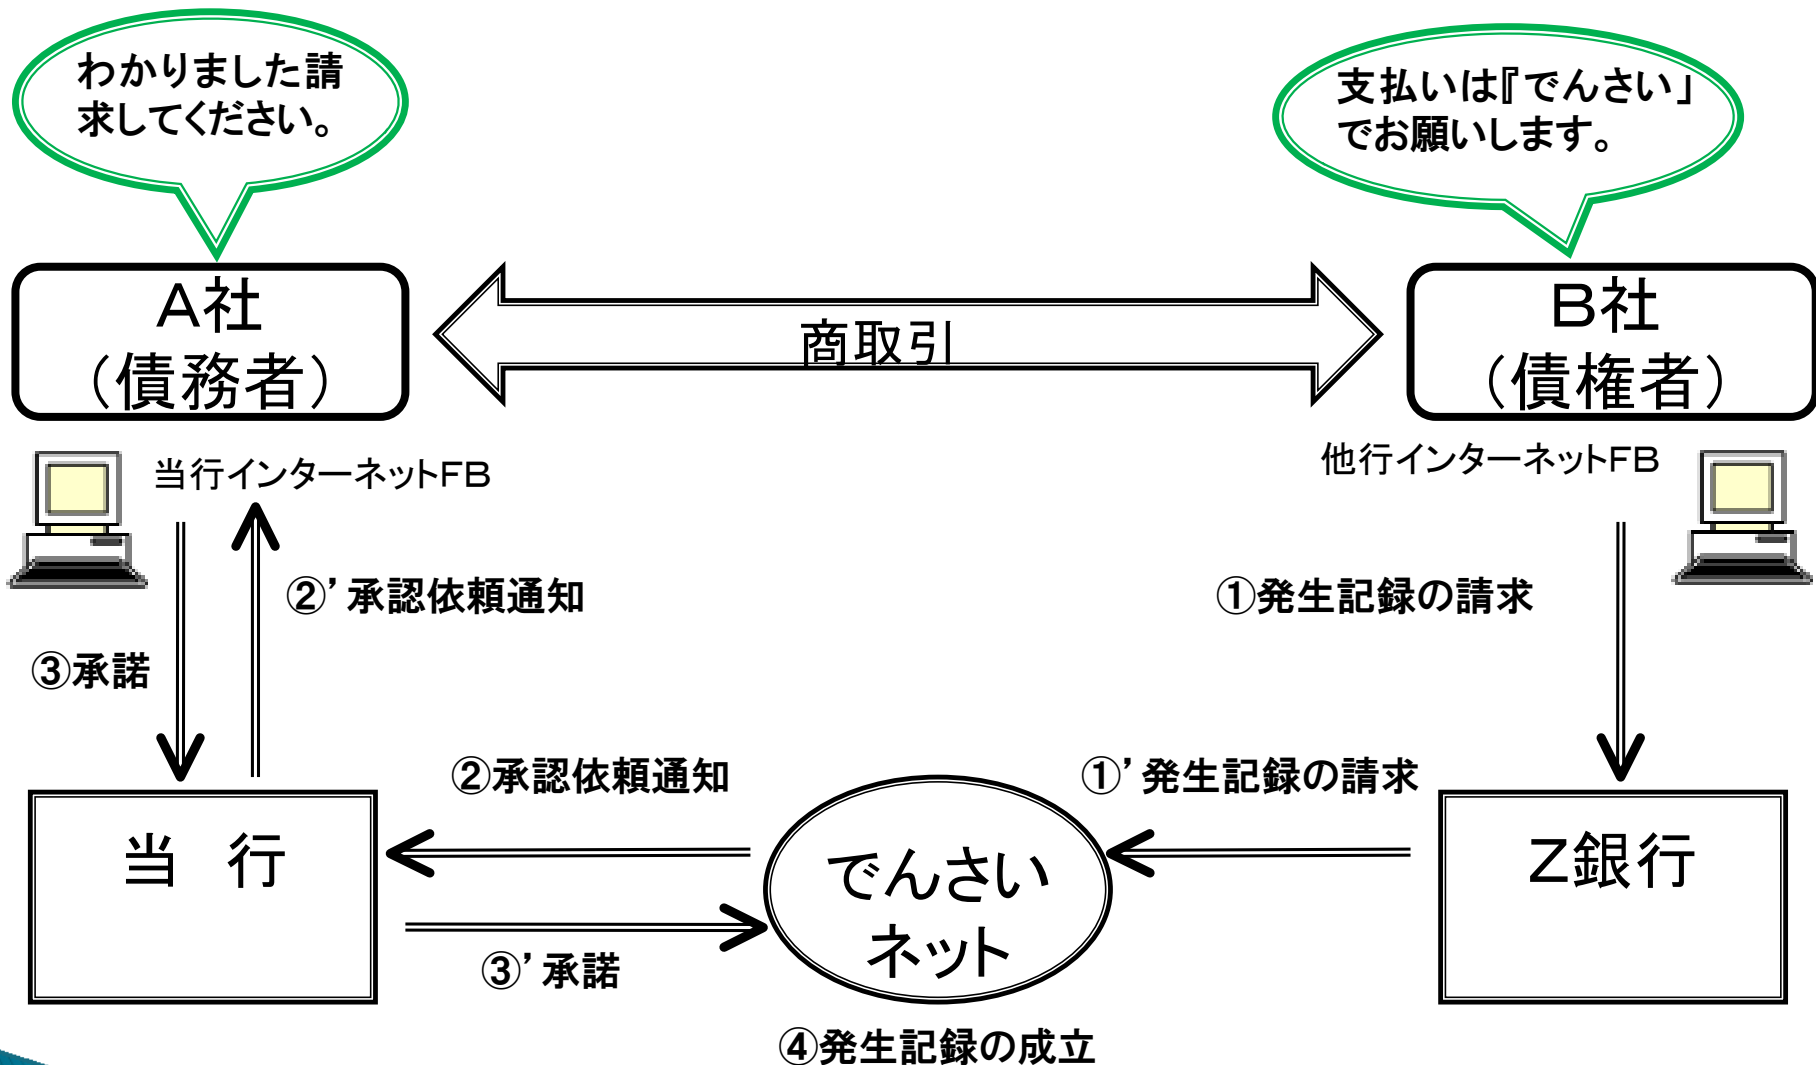 わかりました請
求してください。
支払いは『でんさい」
でお願いします。
A社
（債務者）
商取引
B社
（債権者）
当行インターネットFB
他行インターネットFB
②’承認依頼通知
①発生記録の請求
③承諾
②承認依頼通知
①’発生記録の請求
当　行
でんさい
ネット
Z銀行
③’承諾
④発生記録の成立